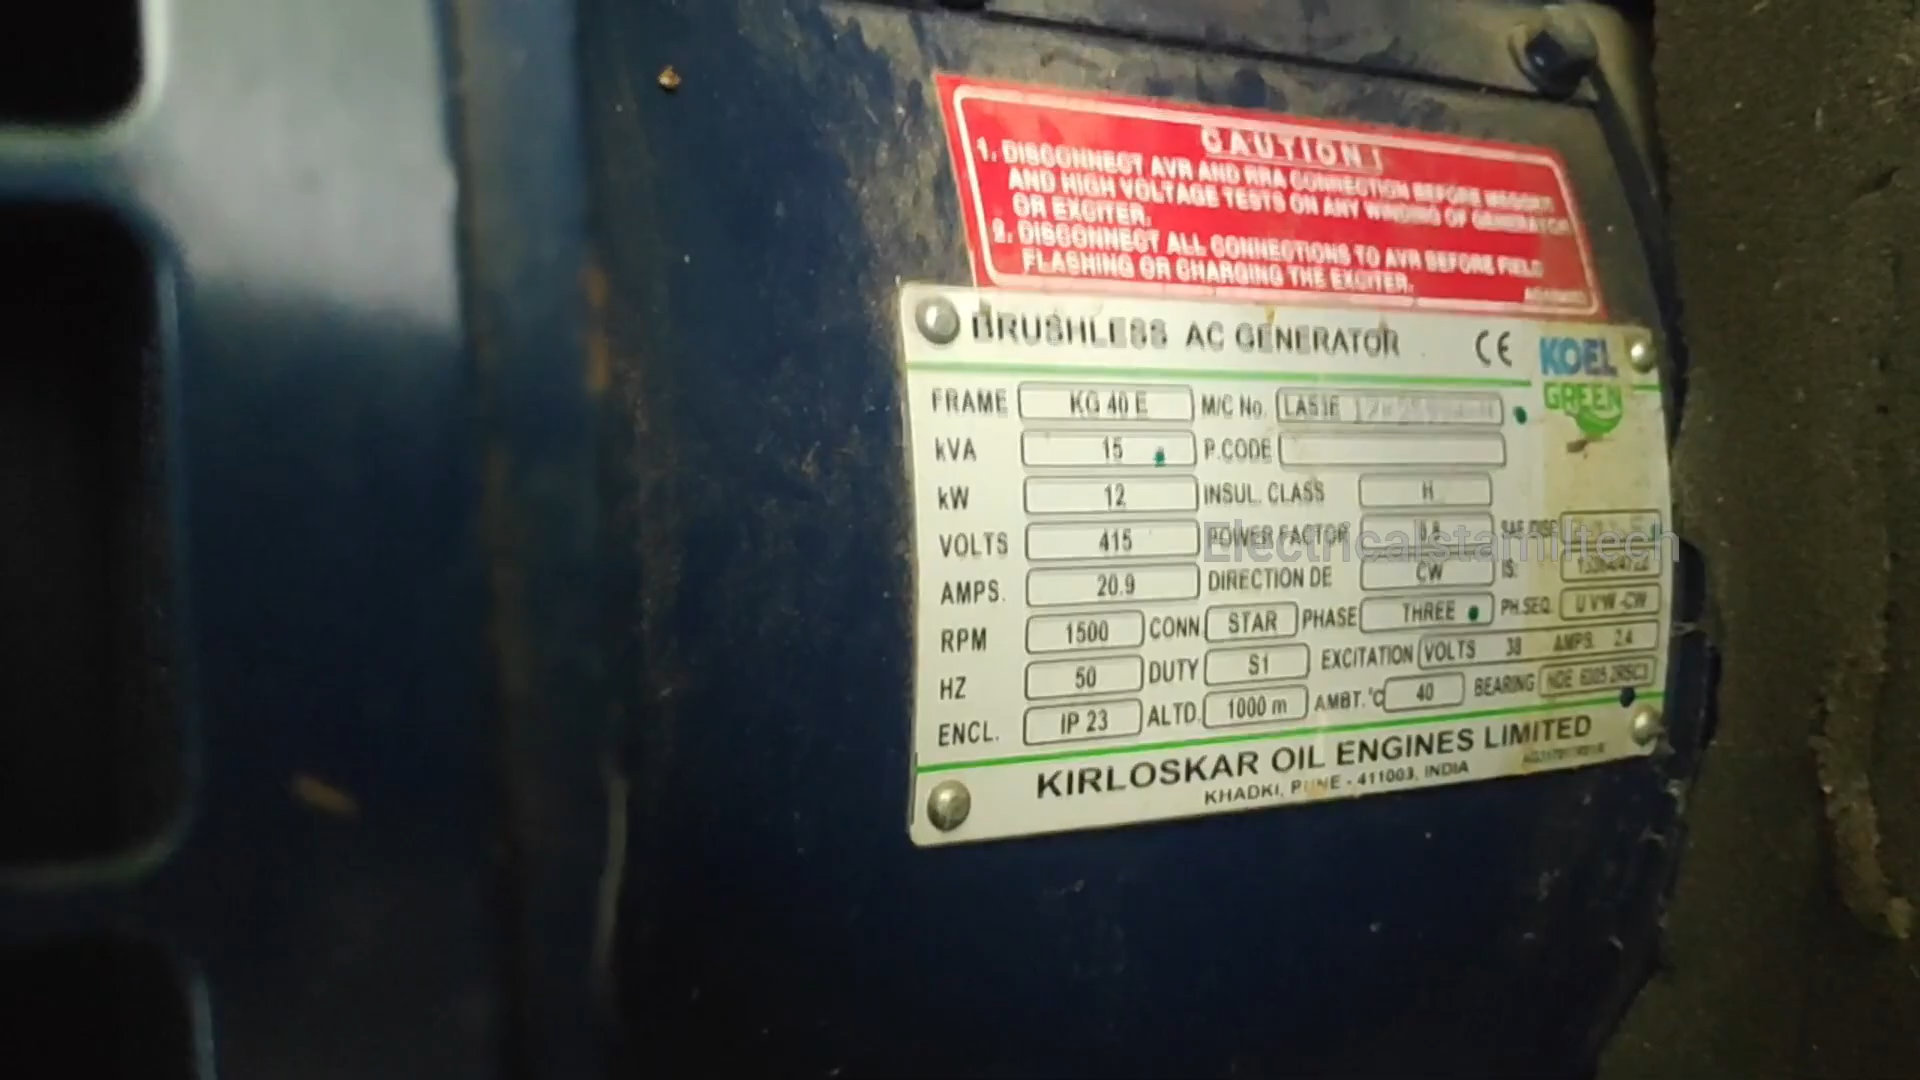 CAUTION !
1. DISCONNECT AVR AND RRA CONNECTION BEFORE MEGGER
AND HIGH VOLTAGE TESTS ON ANY WINDING OF GENERATOR
OR EXCITER.
2. DISCONNECT ALL CONNECTIONS TO AVR BEFORE FIELD
FLASHING OR CHARGING THE EXCITER.
BRUSHLESS AC GENERATOR CE
KOEL
GREEN
FRAME KG 40 E M/C No.
kVA 15 P.CODE
kW 12 INSUL. CLASS H
VOLTS 415 POWER FACTOR 0.8
Electricalstamiltech
AMPS. 20.9 DIRECTION DE CW IS:
RPM 1500 CONN. STAR PHASE THREE PH.SEQ. U V W - CW
HZ 50 DUTY S1 EXCITATION VOLTS 38 AMPS. 2.4
ENCL. IP 23 ALTD. 1000 m AMBT. °C 40 BEARING NDE
KIRLOSKAR OIL ENGINES LIMITED
KHADKI, PUNE - 411003, INDIA